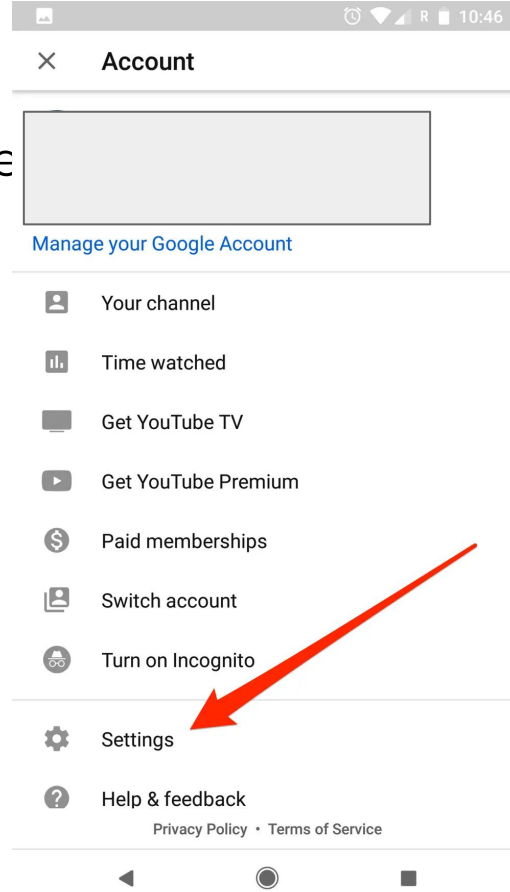 R 10:46
Account
Manage your Google Account
Your channel
Time watched
Get YouTube TV
Get YouTube Premium
Paid memberships
Switch account
Turn on Incognito
Settings
Help & feedback
Privacy Policy • Terms of Service